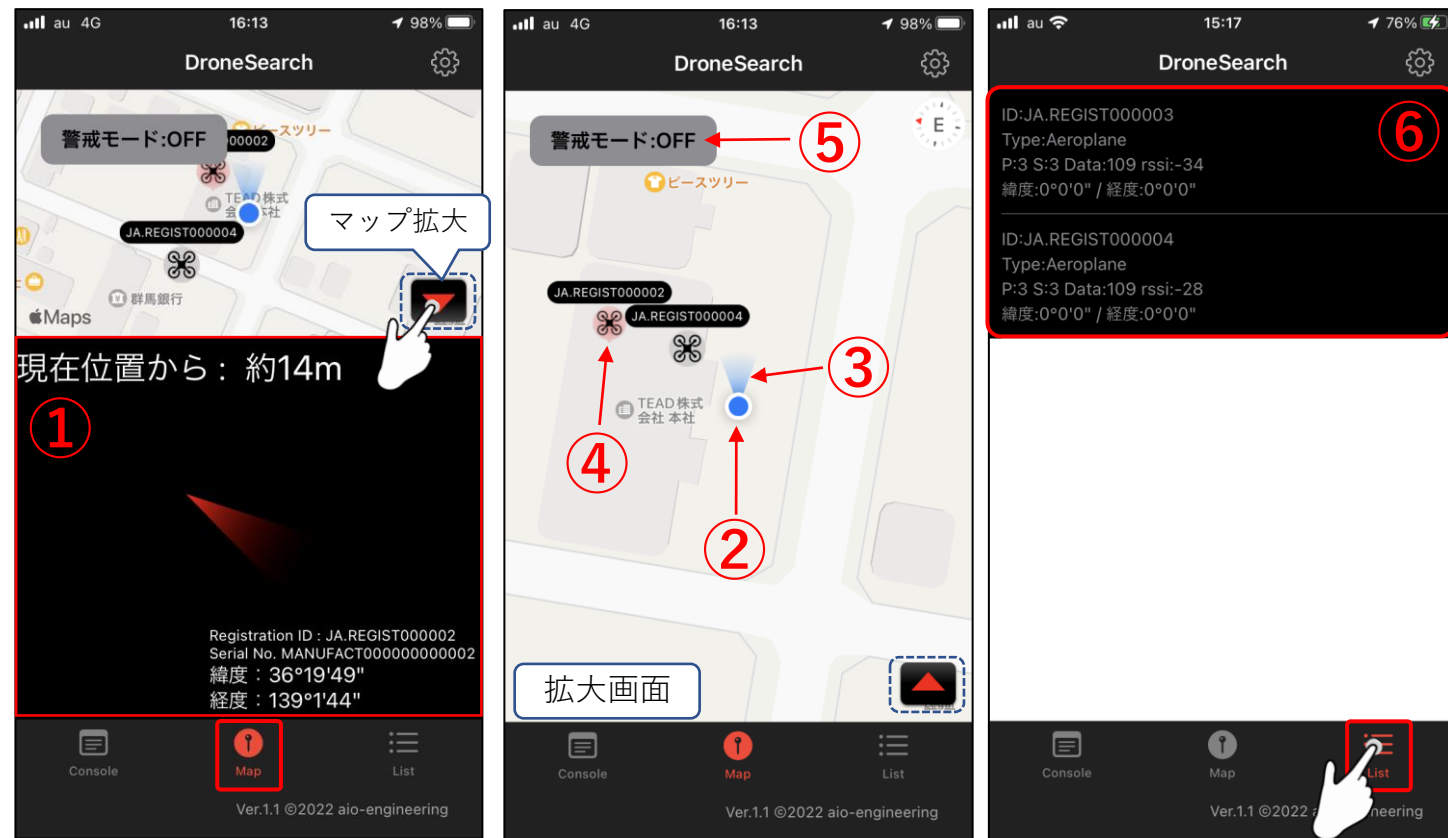 au 4G 16:13 98%
DroneSearch
警戒モード:OFF
ピースツリー
00002
TEAD株式
会 社
マップ拡大
JA.REGIST000004
群馬銀行
Maps
現在位置から: 約14m
①
Registration ID : JA.REGIST000002
Serial No. MANUFACT000000000002
緯度:36°19'49"
経度:139°1'44"
Console Map List
Ver.1.1 ©2022 aio-engineering
au 4G 16:13 98%
DroneSearch
警戒モード:OFF
⑤
E
ピースツリー
JA.REGIST000002
JA.REGIST000004
③
TEAD株式
会社 本社
④
②
拡大画面
Console Map List
Ver.1.1 ©2022 aio-engineering
au 15:17 76%
DroneSearch
⑥
ID:JA.REGIST000003
Type:Aeroplane
P:3 S:3 Data:109 rssi:-34
緯度:0°0'0" / 経度:0°0'0"
ID:JA.REGIST000004
Type:Aeroplane
P:3 S:3 Data:109 rssi:-28
緯度:0°0'0" / 経度:0°0'0"
Console Map List
Ver.1.1 ©2022 neering